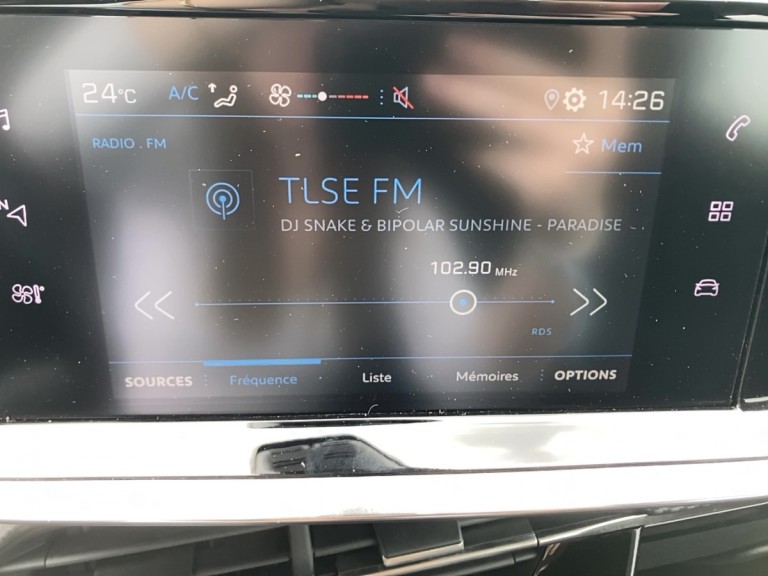 24°C A/C 14:26
RADIO . FM
Mem
TLSE FM
DJ SNAKE & BIPOLAR SUNSHINE - PARADISE
102.90 MHz
RDS
SOURCES Fréquence Liste Mémoires OPTIONS
N